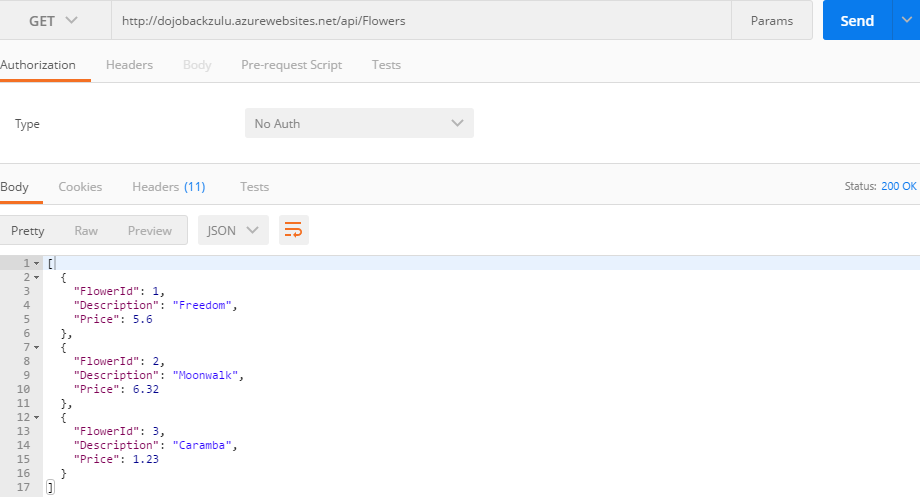 GET http://dojobackzulu.azurewebsites.net/api/Flowers Params Send
Authorization Headers Body Pre-request Script Tests
Type No Auth
Body Cookies Headers (11) Tests Status: 200 OK
Pretty Raw Preview JSON
1 [
2 {
3 "FlowerId": 1,
4 "Description": "Freedom",
5 "Price": 5.6
6 },
7 {
8 "FlowerId": 2,
9 "Description": "Moonwalk",
10 "Price": 6.32
11 },
12 {
13 "FlowerId": 3,
14 "Description": "Caramba",
15 "Price": 1.23
16 }
17 ]